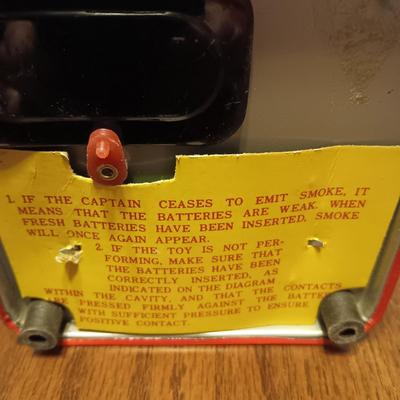 1. IF THE CAPTAIN CEASES TO EMIT SMOKE, IT
MEANS THAT THE BATTERIES ARE WEAK. WHEN
FRESH BATTERIES HAVE BEEN INSERTED, SMOKE
WILL ONCE AGAIN APPEAR.
2. IF THE TOY IS NOT PER-
FORMING, MAKE SURE THAT
THE BATTERIES HAVE BEEN
CORRECTLY INSERTED, AS
INDICATED ON THE DIAGRAM
WITHIN THE CAVITY, AND THAT THE CONTACTS
ARE PRESSED FIRMLY AGAINST THE
WITH SUFFICIENT PRESSURE TO ENSURE
POSITIVE CONTACT.